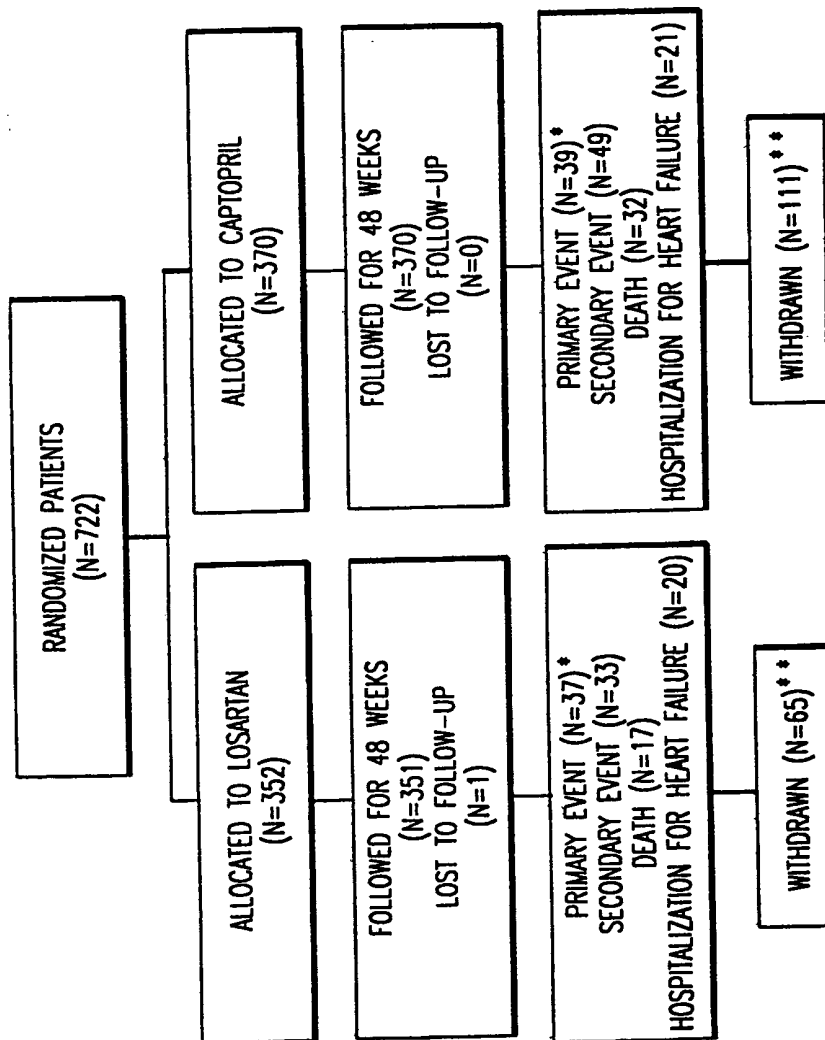 RANDOMIZED PATIENTS
(N=722)
ALLOCATED TO LOSARTAN
(N=352)
FOLLOWED FOR 48 WEEKS
(N=351)
LOST TO FOLLOW-UP
(N=1)
PRIMARY EVENT (N=37)*
SECONDARY EVENT (N=33)
DEATH (N=17)
HOSPITALIZATION FOR HEART FAILURE (N=20)
WITHDRAWN (N=65)**
ALLOCATED TO CAPTOPRIL
(N=370)
FOLLOWED FOR 48 WEEKS
(N=370)
LOST TO FOLLOW-UP
(N=0)
PRIMARY EVENT (N=39)*
SECONDARY EVENT (N=49)
DEATH (N=32)
HOSPITALIZATION FOR HEART FAILURE (N=21)
WITHDRAWN (N=111)**